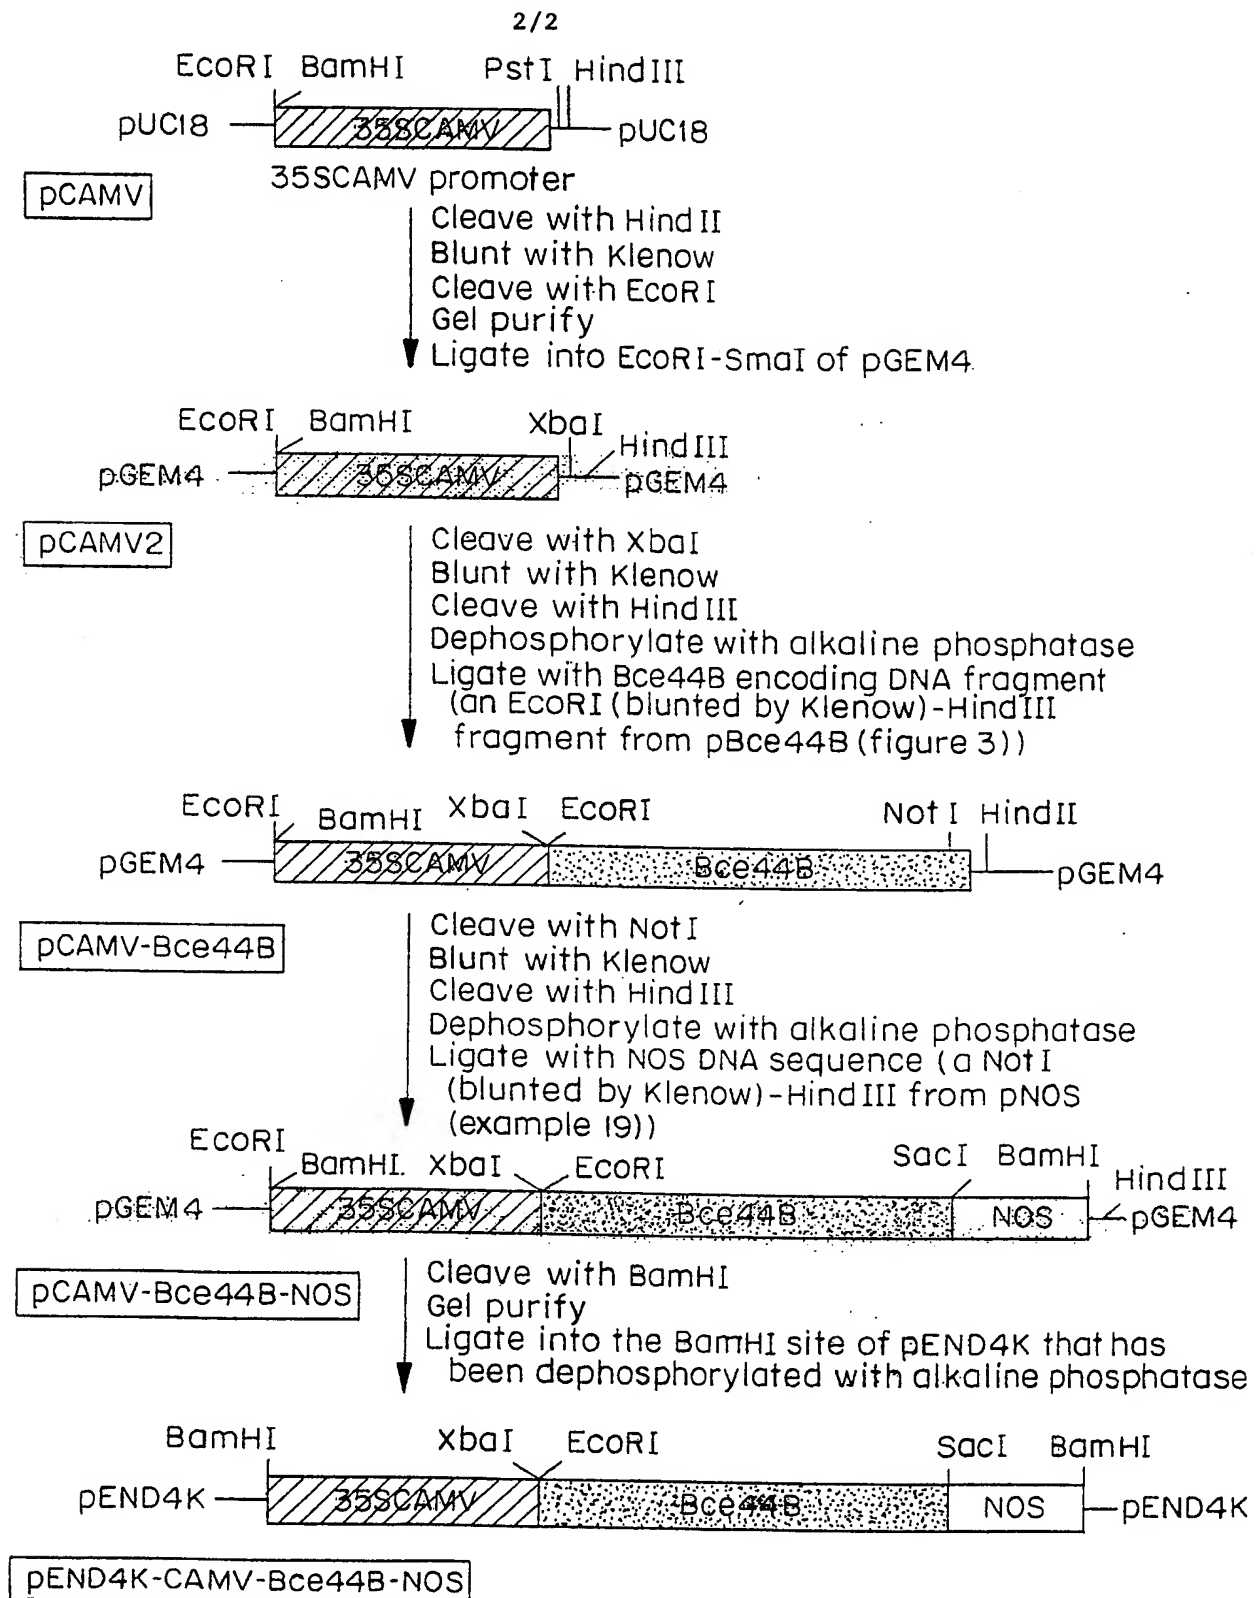 2/2
EcoRI BamHI PstI HindIII
pUC18 35SCAMV pUC18
35SCAMV promoter
pCAMV
Cleave with Hind II
Blunt with Klenow
Cleave with EcoRI
Gel purify
Ligate into EcoRI-SmaI of pGEM4
EcoRI BamHI XbaI HindIII
pGEM4 35SCAMV pGEM4
pCAMV2
Cleave with XbaI
Blunt with Klenow
Cleave with HindIII
Dephosphorylate with alkaline phosphatase
Ligate with Bce44B encoding DNA fragment
(an EcoRI (blunted by Klenow)-HindIII
fragment from pBce44B (figure 3))
EcoRI BamHI XbaI EcoRI NotI HindII
pGEM4 35SCAMV Bce44B pGEM4
pCAMV-Bce44B
Cleave with NotI
Blunt with Klenow
Cleave with HindIII
Dephosphorylate with alkaline phosphatase
Ligate with NOS DNA sequence (a NotI
(blunted by Klenow)-HindIII from pNOS
(example 19))
EcoRI BamHI. XbaI EcoRI SacI BamHI HindIII
pGEM4 35SCAMV Bce44B NOS pGEM4
pCAMV-Bce44B-NOS
Cleave with BamHI
Gel purify
Ligate into the BamHI site of pEND4K that has
been dephosphorylated with alkaline phosphatase
BamHI XbaI EcoRI SacI BamHI
pEND4K 35SCAMV Bce44B NOS pEND4K
pEND4K-CAMV-Bce44B-NOS